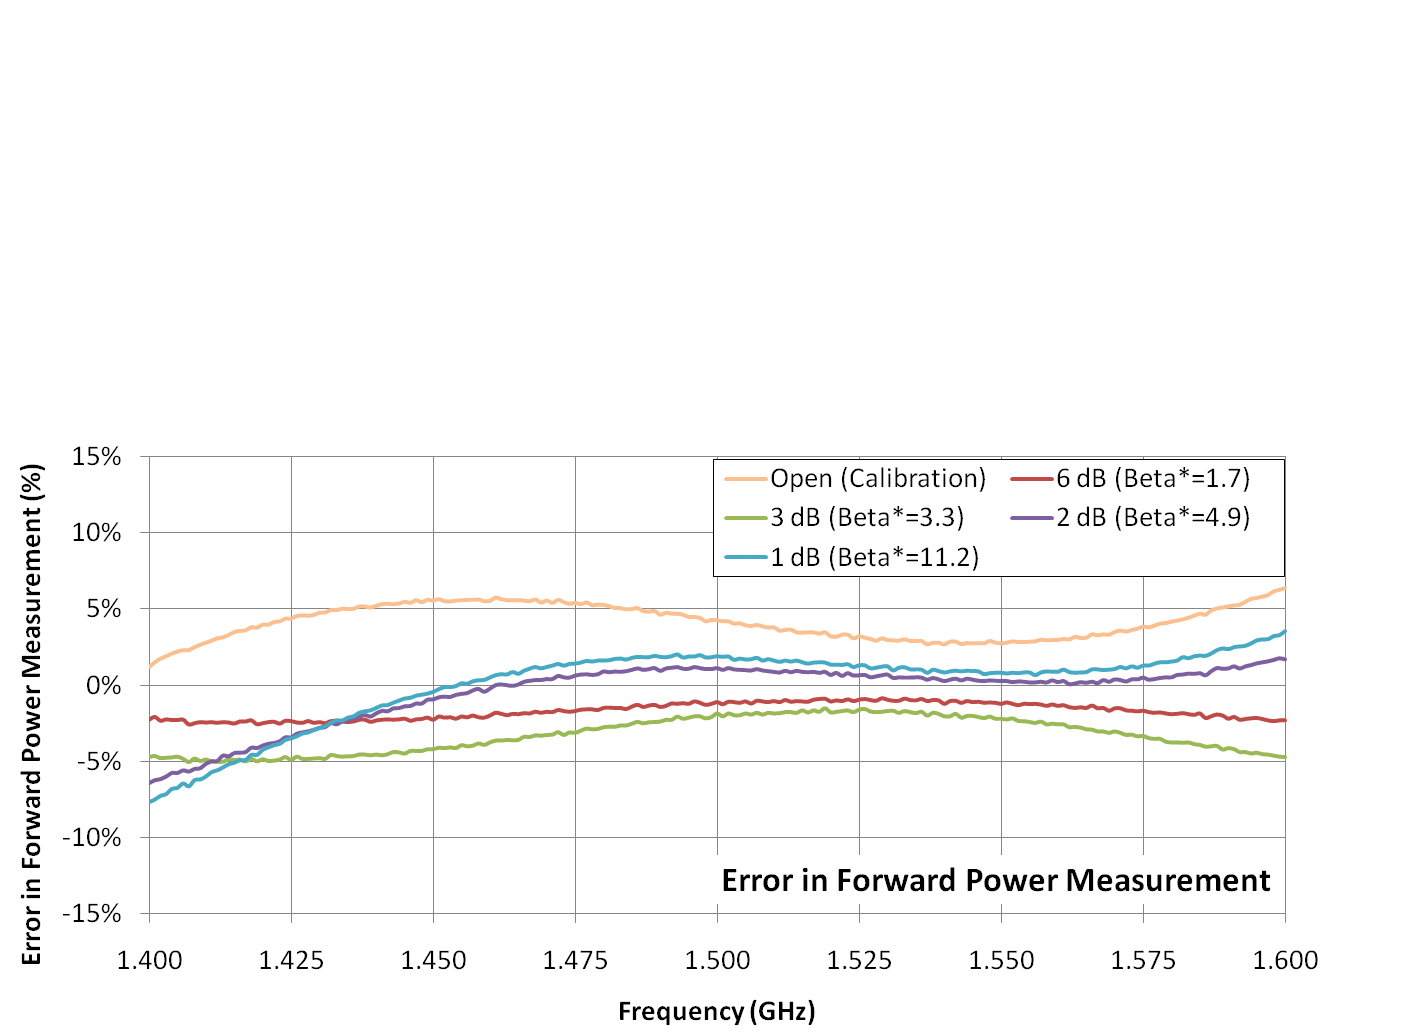 15%
10%
5%
0%
-5%
-10%
-15%
Error in Forward Power Measurement (%)
Open (Calibration)
6 dB (Beta*=1.7)
3 dB (Beta*=3.3)
2 dB (Beta*=4.9)
1 dB (Beta*=11.2)
Error in Forward Power Measurement
1.400 1.425 1.450 1.475 1.500 1.525 1.550 1.575 1.600
Frequency (GHz)